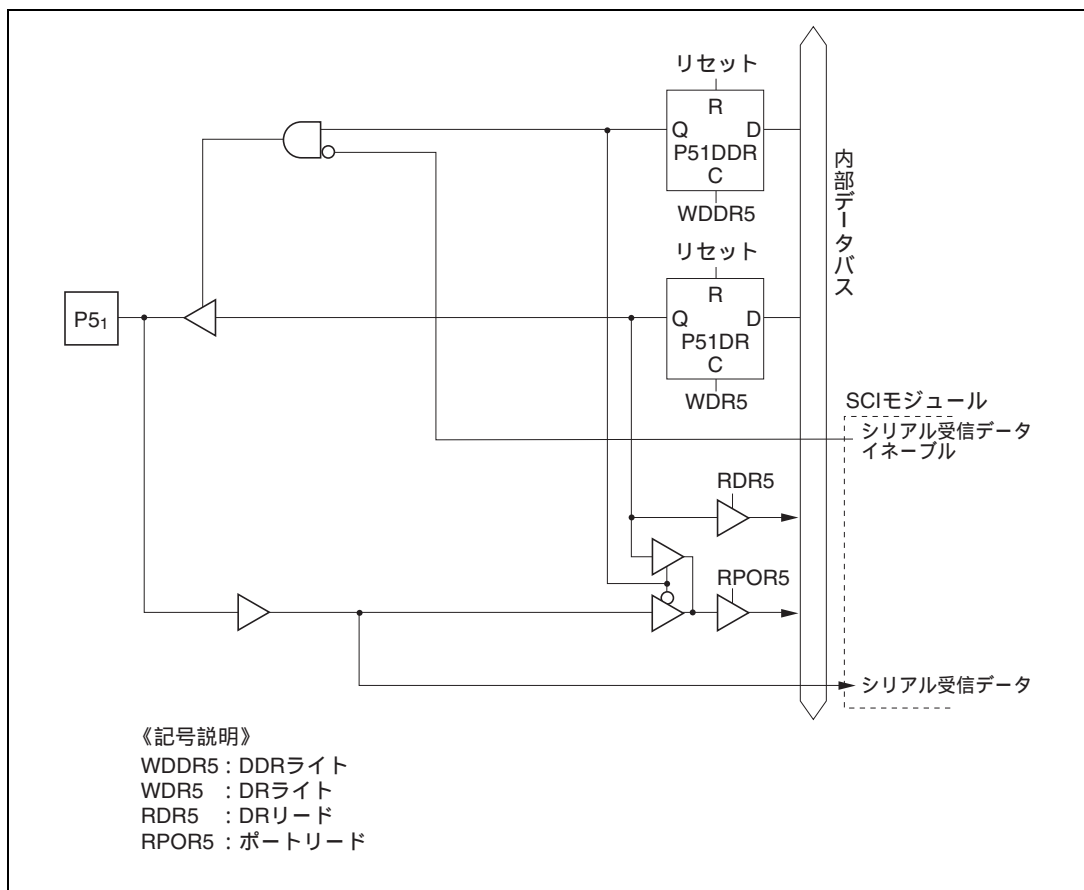 リセット
R
Q D
P51DDR
C
WDDR5
リセット
R
Q D
P51DR
C
WDR5
内部データバス
P5₁
SCIモジュール
シリアル受信データ
イネーブル
RDR5
RPOR5
シリアル受信データ
《記号説明》
WDDR5 : DDRライト
WDR5 : DRライト
RDR5 : DRリード
RPOR5 : ポートリード